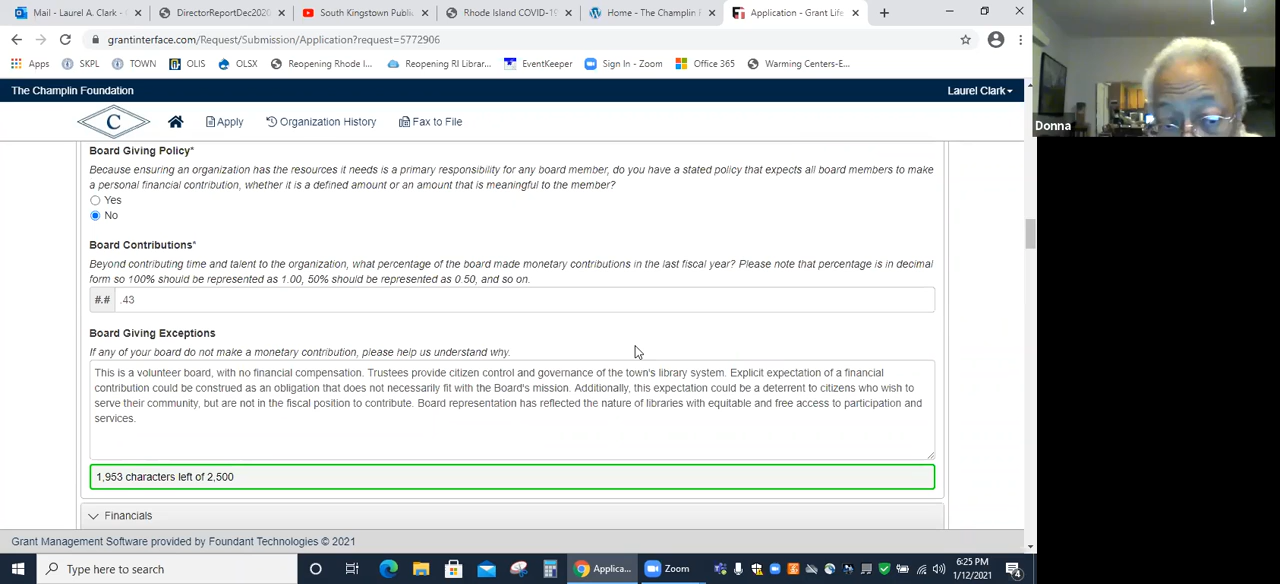 Mail - Laurel A. Clark -
DirectorReportDec2020
South Kingstown Publi
Rhode Island COVID-19
Home - The Champlin F
Application - Grant Life
grantinterface.com/Request/Submission/Application?request=5772906
Apps SKPL TOWN OLIS OLSX Reopening Rhode I... Reopening RI Librar... EventKeeper Sign In - Zoom Office 365 Warming Centers-E...
The Champlin Foundation Laurel Clark
C Apply Organization History Fax to File
Donna
Board Giving Policy*
Because ensuring an organization has the resources it needs is a primary responsibility for any board member, do you have a stated policy that expects all board members to make
a personal financial contribution, whether it is a defined amount or an amount that is meaningful to the member?
Yes
No
Board Contributions*
Beyond contributing time and talent to the organization, what percentage of the board made monetary contributions in the last fiscal year? Please note that percentage is in decimal
form so 100% should be represented as 1.00, 50% should be represented as 0.50, and so on.
#.# .43
Board Giving Exceptions
If any of your board do not make a monetary contribution, please help us understand why.
This is a volunteer board, with no financial compensation. Trustees provide citizen control and governance of the town's library system. Explicit expectation of a financial
contribution could be construed as an obligation that does not necessarily fit with the Board's mission. Additionally, this expectation could be a deterrent to citizens who wish to
serve their community, but are not in the fiscal position to contribute. Board representation has reflected the nature of libraries with equitable and free access to participation and
services.
1,953 characters left of 2,500
Financials
Grant Management Software provided by Foundant Technologies © 2021
Type here to search
Applica...
Zoom
6:25 PM
1/12/2021
4